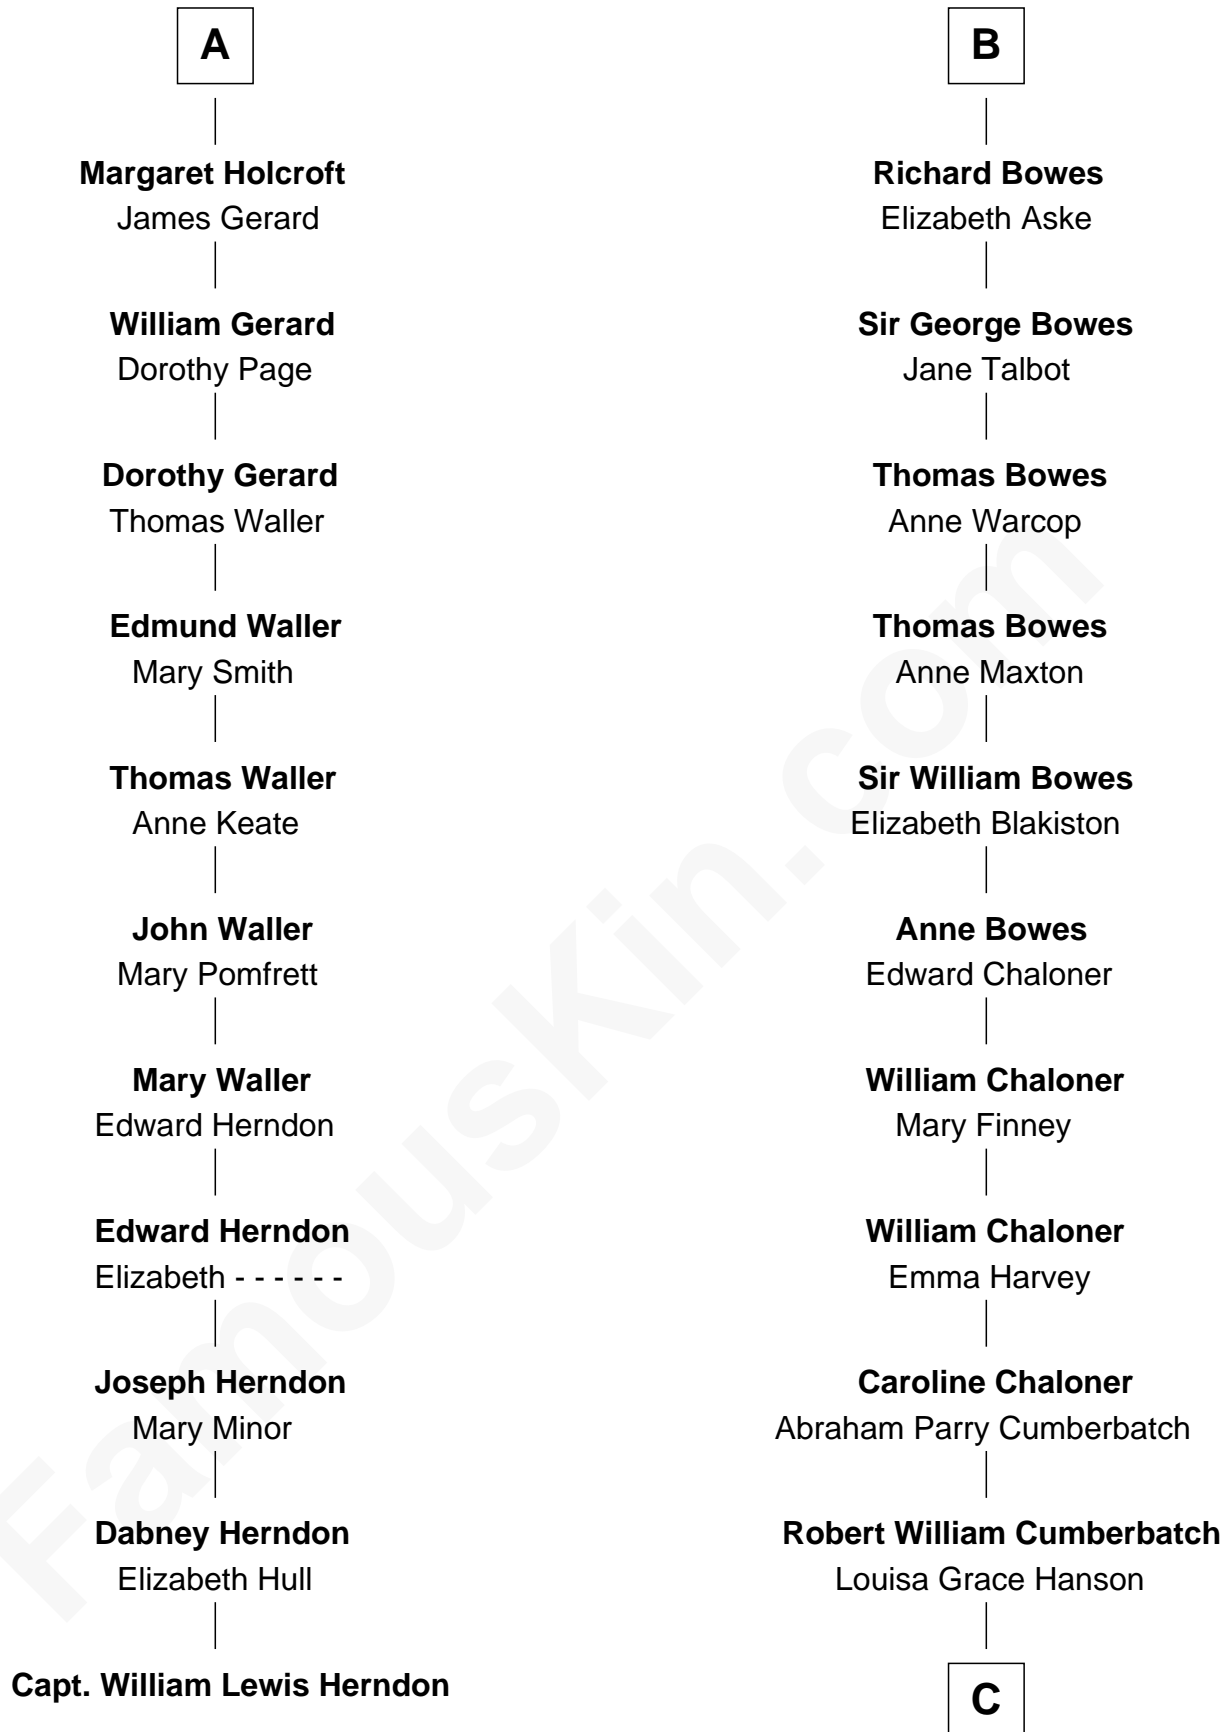 A
Margaret Holcroft
James Gerard
William Gerard
Dorothy Page
Dorothy Gerard
Thomas Waller
Edmund Waller
Mary Smith
Thomas Waller
Anne Keate
John Waller
Mary Pomfrett
Mary Waller
Edward Herndon
Edward Herndon
Elizabeth - - - - - -
Joseph Herndon
Mary Minor
Dabney Herndon
Elizabeth Hull
Capt. William Lewis Herndon
B
Richard Bowes
Elizabeth Aske
Sir George Bowes
Jane Talbot
Thomas Bowes
Anne Warcop
Thomas Bowes
Anne Maxton
Sir William Bowes
Elizabeth Blakiston
Anne Bowes
Edward Chaloner
William Chaloner
Mary Finney
William Chaloner
Emma Harvey
Caroline Chaloner
Abraham Parry Cumberbatch
Robert William Cumberbatch
Louisa Grace Hanson
C
FamousKin.com